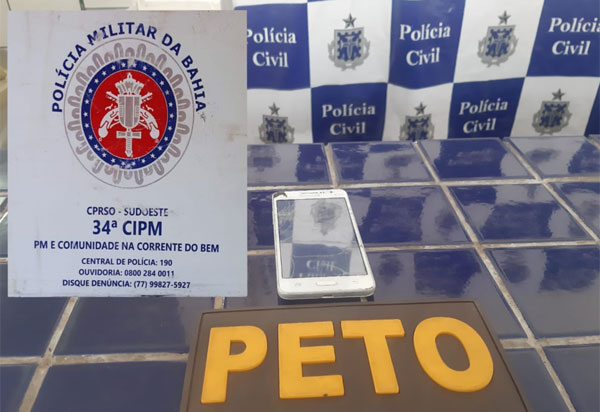 POLÍCIA MILITAR DA BAHIA
CPRSO - SUDOESTE
34ª CIPM
PM E COMUNIDADE NA CORRENTE DO BEM
CENTRAL DE POLÍCIA: 190
OUVIDORIA: 0800 284 0011
DISQUE DENÚNCIA: (77) 99827-5927
Polícia
Civil
Polícia
Civil
Polícia
Civil
Polícia
Civil
Polícia
Civil
PETO